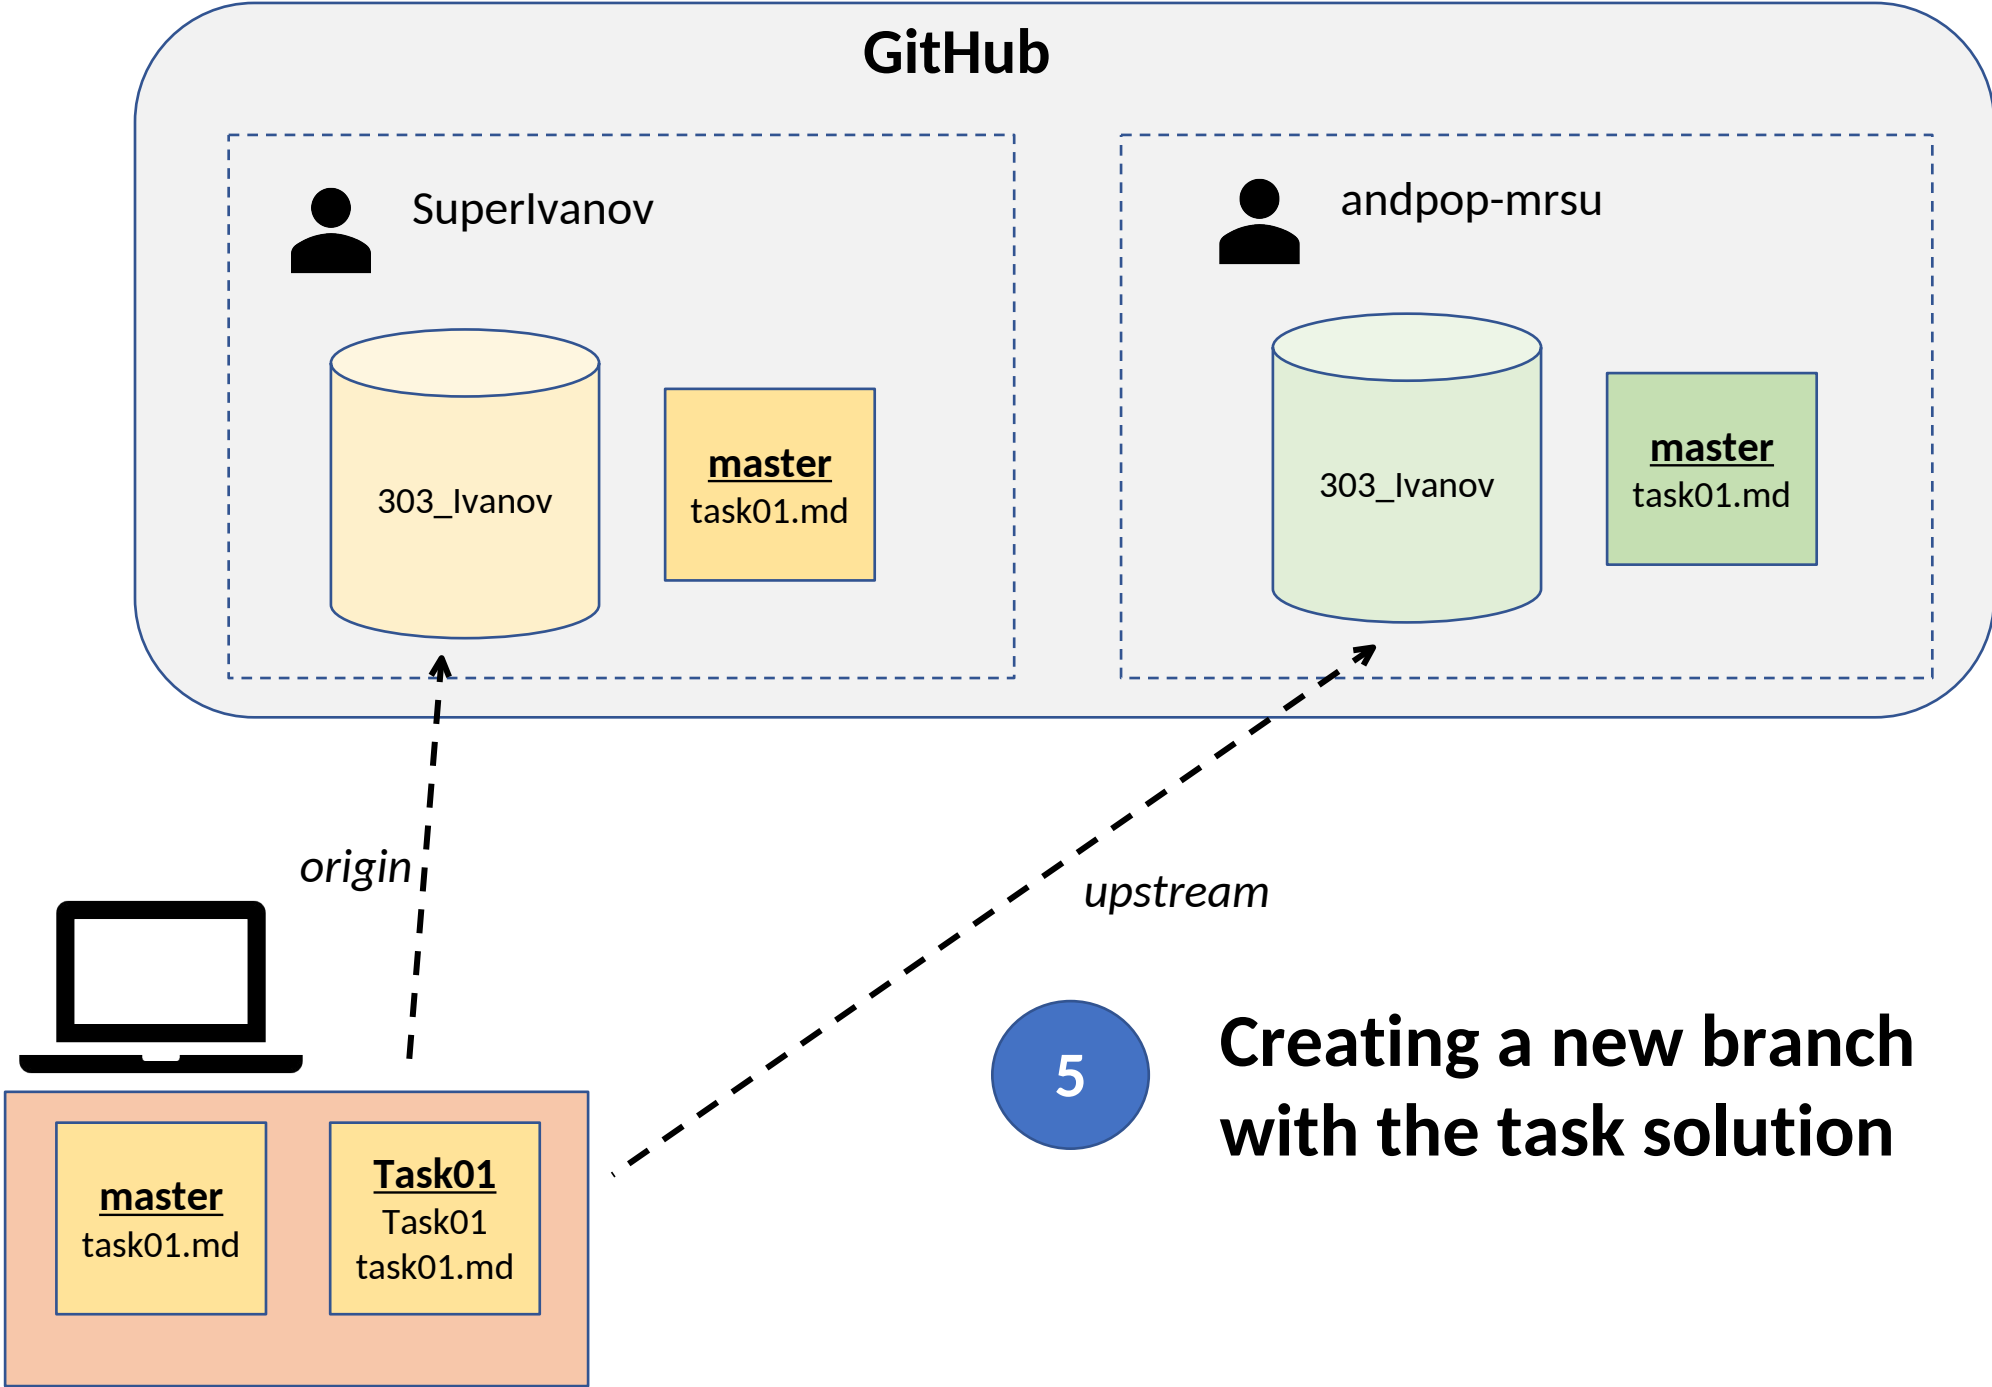 GitHub
SuperIvanov
andpop-mrsu
303_Ivanov
master
task01.md
303_Ivanov
master
task01.md
origin
upstream
5
Creating a new branch
with the task solution
master
task01.md
Task01
Task01
task01.md